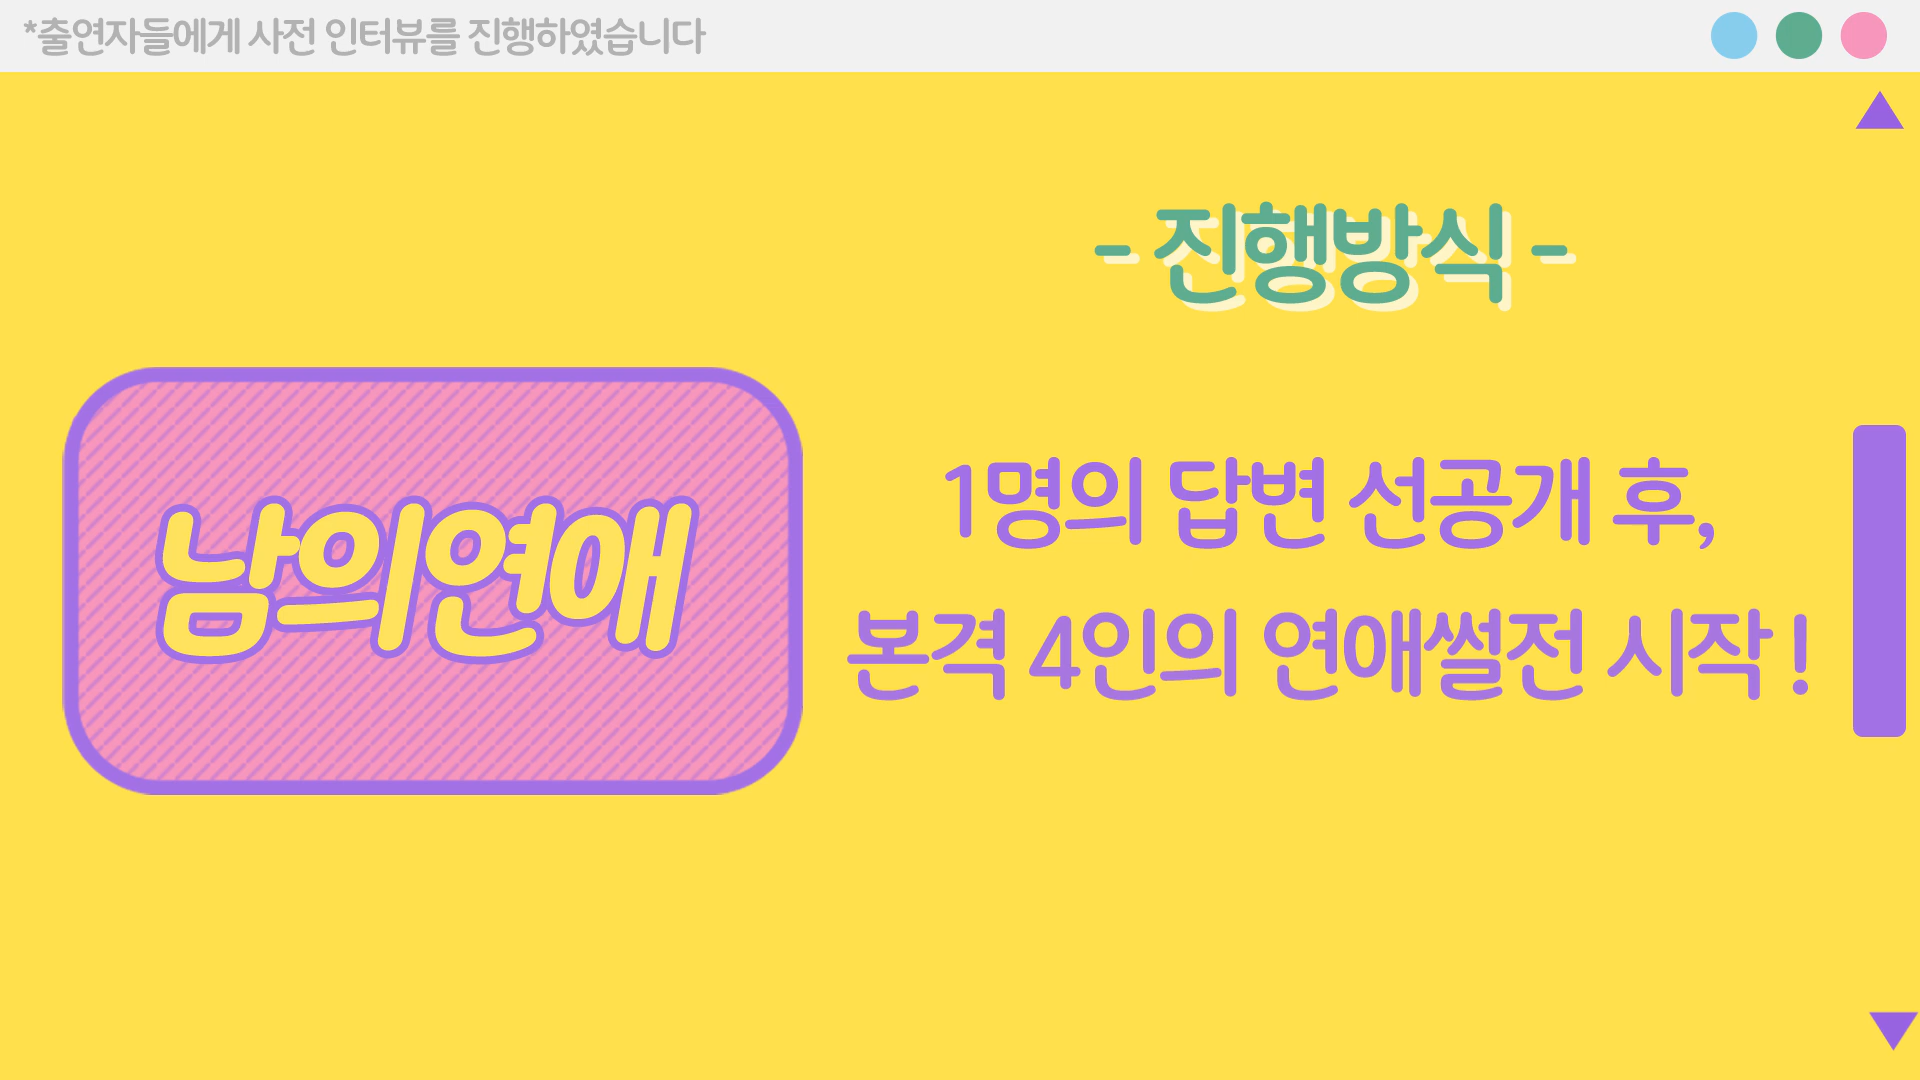 *출연자들에게 사전 인터뷰를 진행하였습니다
- 진행방식 -
남의연애
1명의 답변 선공개 후,
본격 4인의 연애썰전 시작!